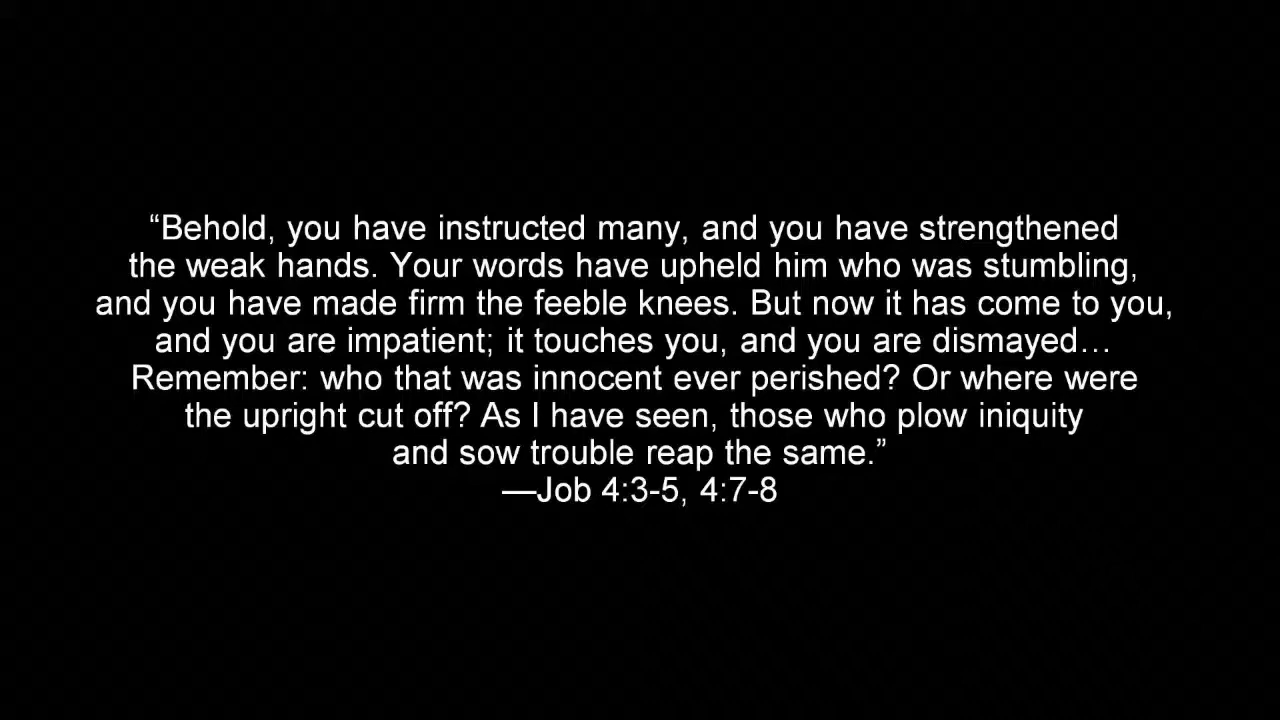 “Behold, you have instructed many, and you have strengthened
the weak hands. Your words have upheld him who was stumbling,
and you have made firm the feeble knees. But now it has come to you,
and you are impatient; it touches you, and you are dismayed…
Remember: who that was innocent ever perished? Or where were
the upright cut off? As I have seen, those who plow iniquity
and sow trouble reap the same.”
—Job 4:3-5, 4:7-8